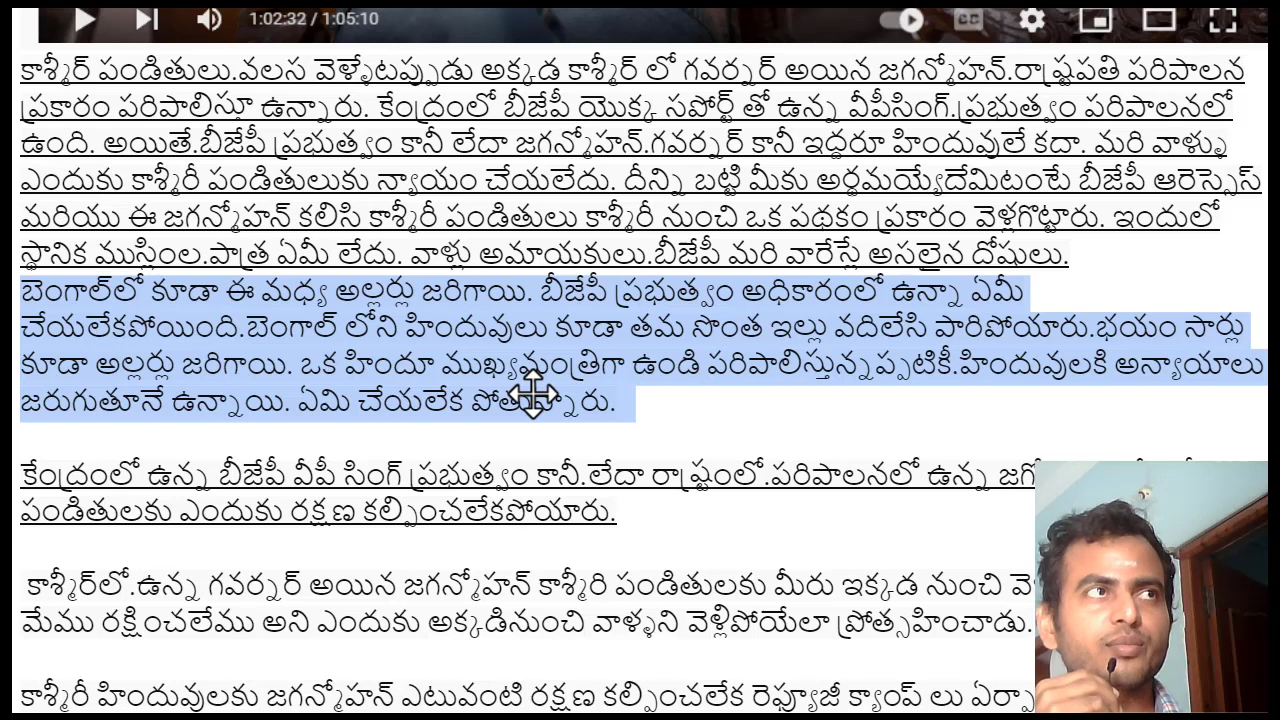 1:02:32 / 1:05:10
CC
కాశ్మీర్ పండితులు.వలస వెళ్ళేటప్పుడు అక్కడ కాశ్మీర్ లో గవర్నర్ అయిన జగన్మోహన్.రాష్ట్రపతి పరిపాలన
ప్రకారం పరిపాలిస్తూ ఉన్నారు. కేంద్రంలో బీజేపీ యొక్క సపోర్ట్ తో ఉన్న వీపీసింగ్.ప్రభుత్వం పరిపాలనలో
ఉంది. అయితే.బీజేపీ ప్రభుత్వం కానీ లేదా జగన్మోహన్.గవర్నర్ కానీ ఇద్దరూ హిందువులే కదా. మరి వాళ్ళు
ఎందుకు కాశ్మీరీ పండితులుకు న్యాయం చేయలేదు. దీన్ని బట్టి మీకు అర్థమయ్యేదేమిటంటే బీజేపీ ఆరెస్సెస్
మరియు ఈ జగన్మోహన్ కలిసి కాశ్మీరీ పండితులు కాశ్మీరీ నుంచి ఒక పథకం ప్రకారం వెళ్లగొట్టారు. ఇందులో
స్థానిక ముస్లింల.పాత్ర ఏమీ లేదు. వాళ్లు అమాయకులు.బీజేపీ మరి వారేస్లే అసలైన దోషులు.
బెంగాల్‌లో కూడా ఈ మధ్య అల్లర్లు జరిగాయి. బీజేపీ ప్రభుత్వం అధికారంలో ఉన్నా ఏమీ
చేయలేకపోయింది.బెంగాల్ లోని హిందువులు కూడా తమ సొంత ఇల్లు వదిలేసి పారిపోయారు.భయం సార్లు
కూడా అల్లర్లు జరిగాయి. ఒక హిందూ ముఖ్యమంత్రిగా ఉండి పరిపాలిస్తున్నప్పటికీ.హిందువులకి అన్యాయాలు
జరుగుతూనే ఉన్నాయి. ఏమి చేయలేక పోతున్నారు.
కేంద్రంలో ఉన్న బీజేపీ వీపీ సింగ్ ప్రభుత్వం కానీ.లేదా రాష్ట్రంలో.పరిపాలనలో ఉన్న
పండితులకు ఎందుకు రక్షణ కల్పించలేకపోయారు.
కాశ్మీర్‌లో.ఉన్న గవర్నర్ అయిన జగన్మోహన్ కాశ్మీరి పండితులకు మీరు ఇక్కడ నుంచి
మేము రక్షించలేము అని ఎందుకు అక్కడినుంచి వాళ్ళని వెళ్లిపోయేలా ప్రోత్సహించాడు.
కాశ్మీరీ హిందువులకు జగన్మోహన్ ఎటువంటి రక్షణ కల్పించలేక రెఫ్యూజీ క్యాంప్ లు